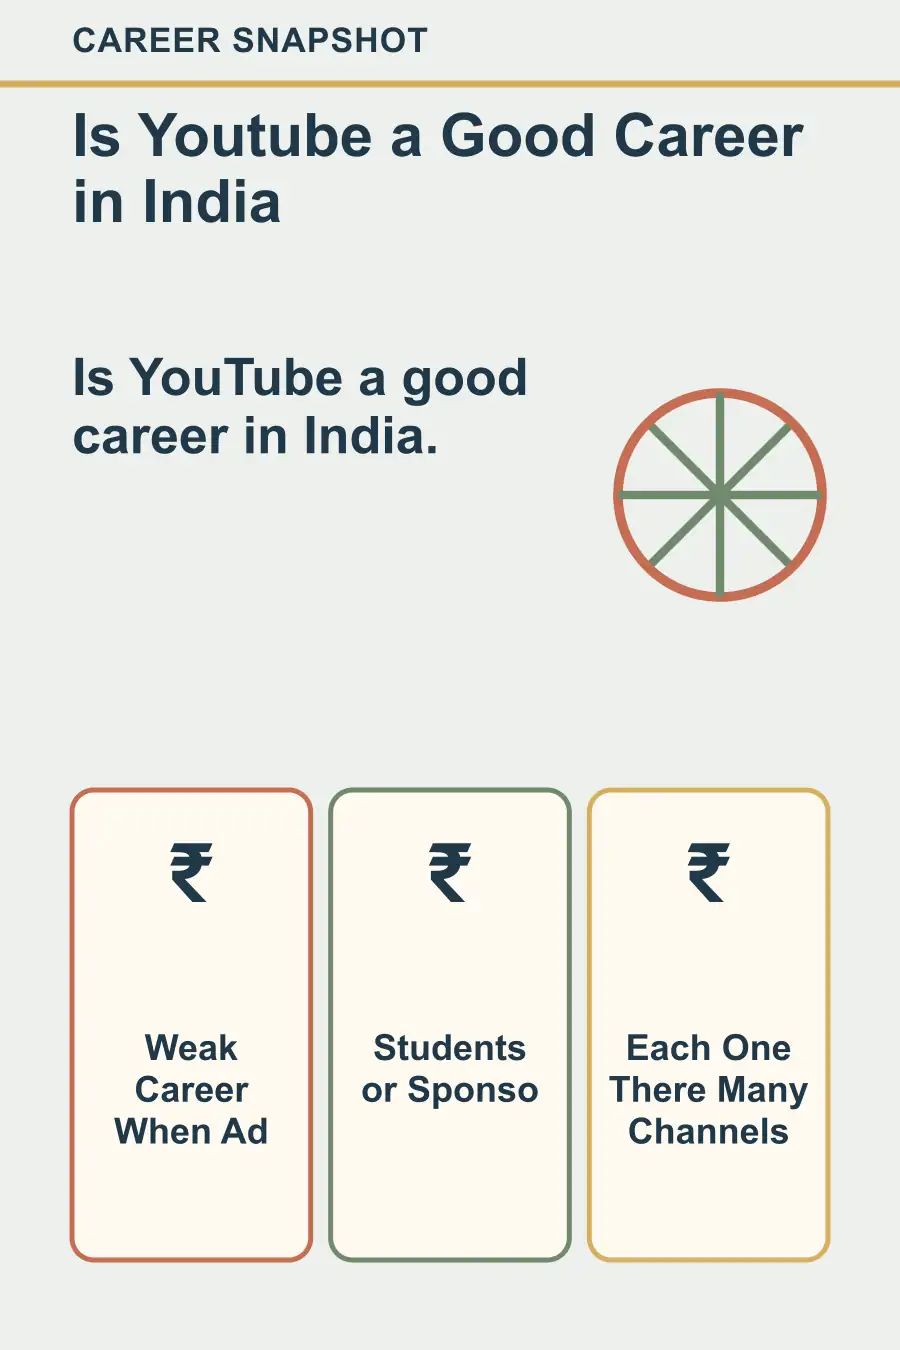 CAREER SNAPSHOT
Is Youtube a Good Career
in India
Is YouTube a good
career in India.
₹
Weak
Career
When Ad
₹
Students
or Sponso
₹
Each One
There Many
Channels